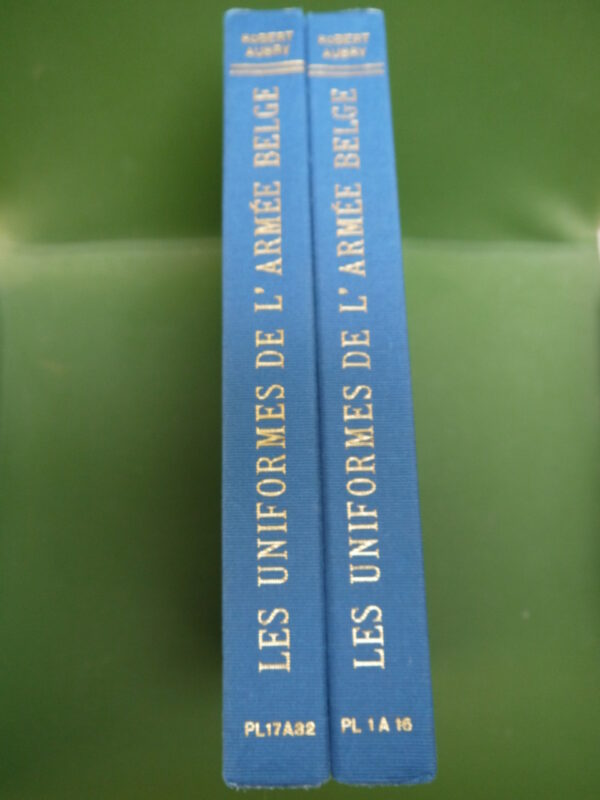 ROBERT
AUBRY
LES UNIFORMES DE L'ARMÉE BELGE
PL17A32
ROBERT
AUBRY
LES UNIFORMES DE L'ARMÉE BELGE
PL 1 A 16